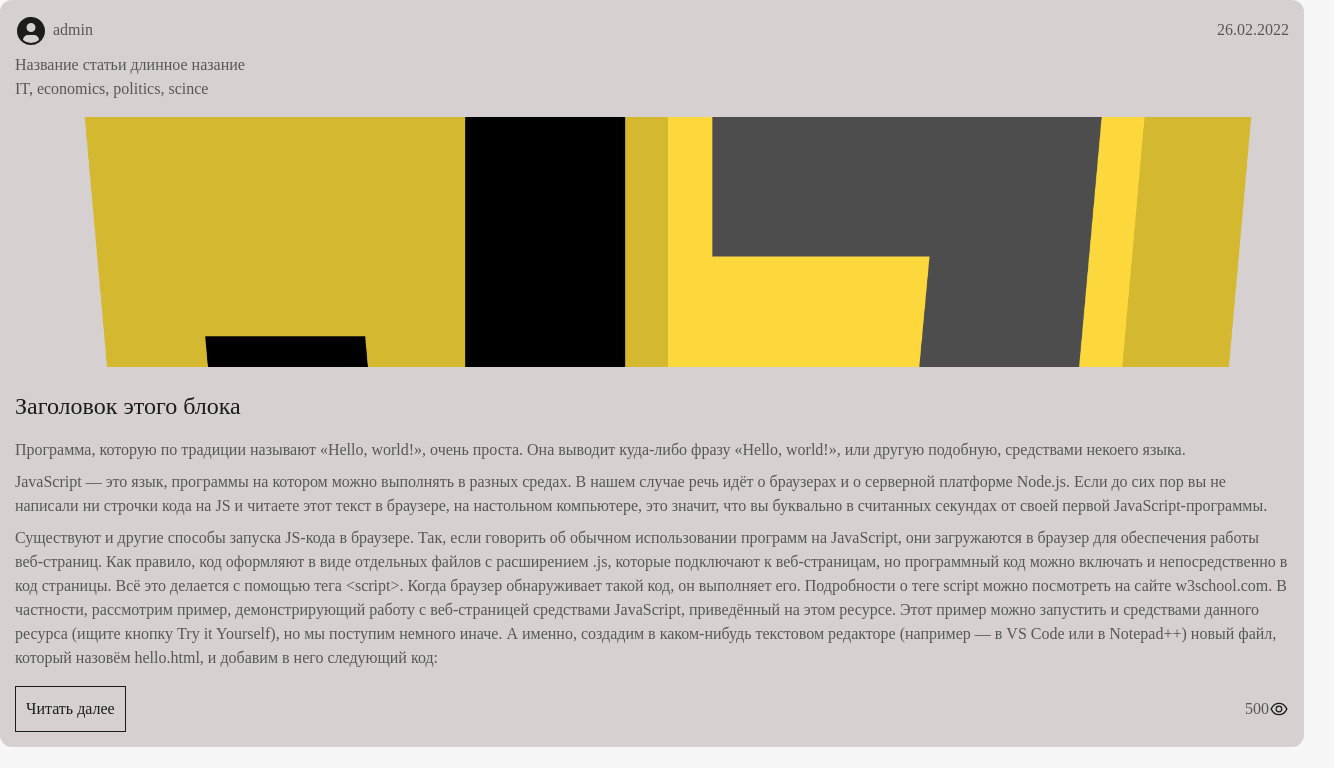 admin
26.02.2022
Название статьи длинное назание
IT, economics, politics, scince
Заголовок этого блока
Программа, которую по традиции называют «Hello, world!», очень проста. Она выводит куда-либо фразу «Hello, world!», или другую подобную, средствами некоего языка.
JavaScript — это язык, программы на котором можно выполнять в разных средах. В нашем случае речь идёт о браузерах и о серверной платформе Node.js. Если до сих пор вы не
написали ни строчки кода на JS и читаете этот текст в браузере, на настольном компьютере, это значит, что вы буквально в считанных секундах от своей первой JavaScript-программы.
Существуют и другие способы запуска JS-кода в браузере. Так, если говорить об обычном использовании программ на JavaScript, они загружаются в браузер для обеспечения работы
веб-страниц. Как правило, код оформляют в виде отдельных файлов с расширением .js, которые подключают к веб-страницам, но программный код можно включать и непосредственно в
код страницы. Всё это делается с помощью тега <script>. Когда браузер обнаруживает такой код, он выполняет его. Подробности о теге script можно посмотреть на сайте w3school.com. В
частности, рассмотрим пример, демонстрирующий работу с веб-страницей средствами JavaScript, приведённый на этом ресурсе. Этот пример можно запустить и средствами данного
ресурса (ищите кнопку Try it Yourself), но мы поступим немного иначе. А именно, создадим в каком-нибудь текстовом редакторе (например — в VS Code или в Notepad++) новый файл,
который назовём hello.html, и добавим в него следующий код:
Читать далее
500